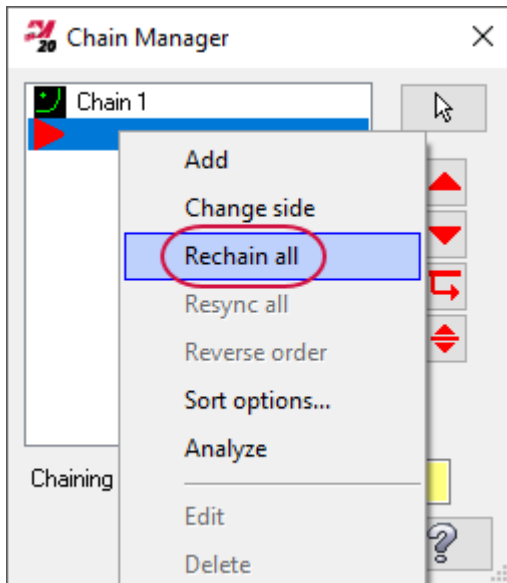 20
Chain Manager
Chain 1
Add
Change side
Rechain all
Resync all
Reverse order
Sort options...
Analyze
Chaining
Edit
Delete